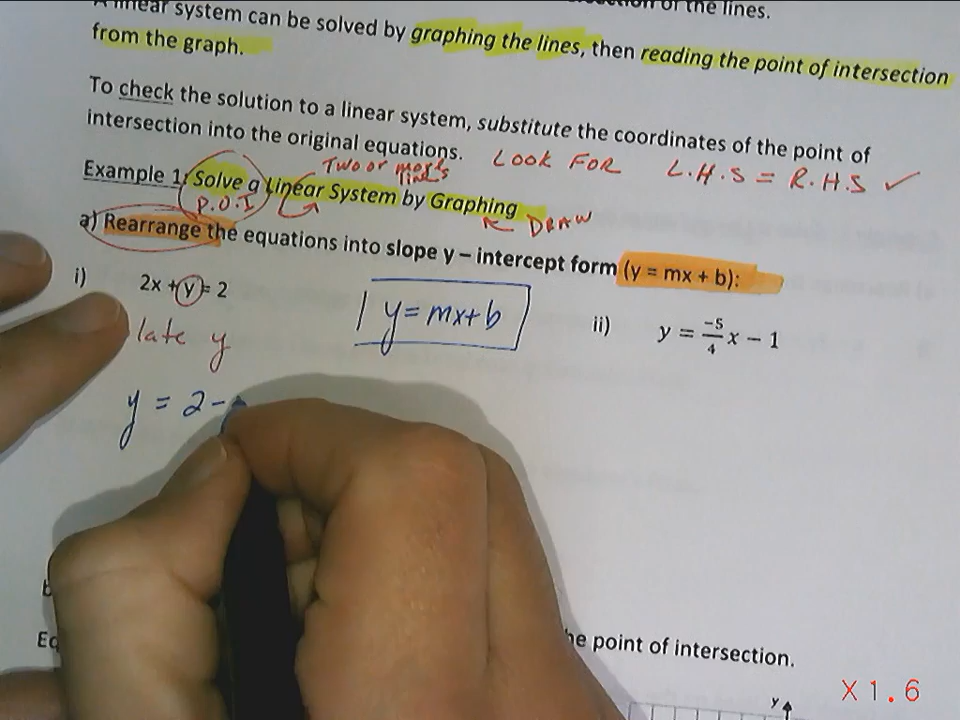 of the lines.
A linear system can be solved by graphing the lines, then reading the point of intersection
from the graph.
To check the solution to a linear system, substitute the coordinates of the point of
intersection into the original equations. LOOK FOR L.H.S = R.H.S ✓
Two or more
Example 1: Solve a Linear System by Graphing
P.O.I
DRAW
a) Rearrange the equations into slope y – intercept form (y = mx + b):
i) 2x + y = 2
y = mx + b
ii) y = -5/4 x - 1
late y
y = 2 -
he point of intersection.
y
X1.6